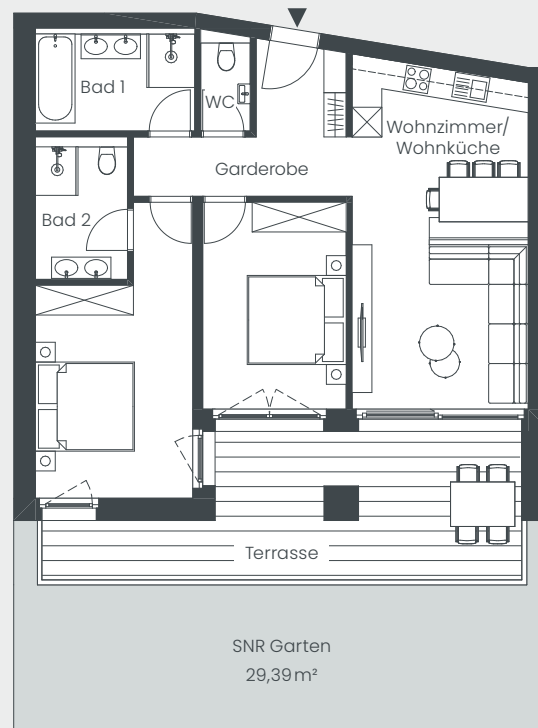 Bad 1
WC
Wohnzimmer/
Wohnküche
Garderobe
Bad 2
Terrasse
SNR Garten
29,39 m²